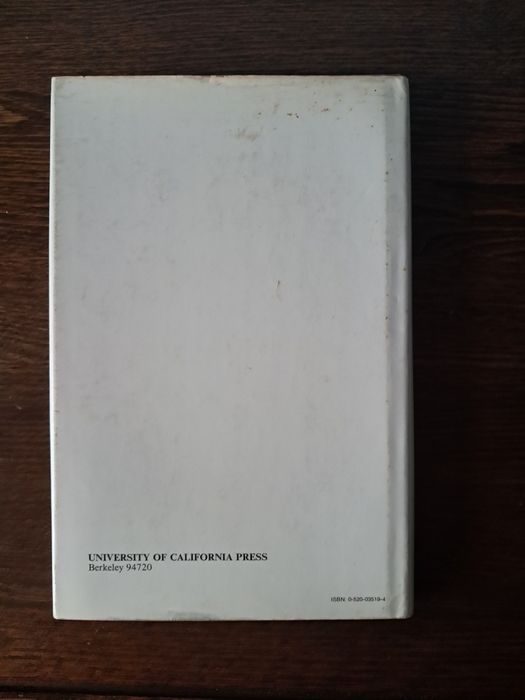 UNIVERSITY OF CALIFORNIA PRESS
Berkeley 94720
ISBN: 0-520-03519-4